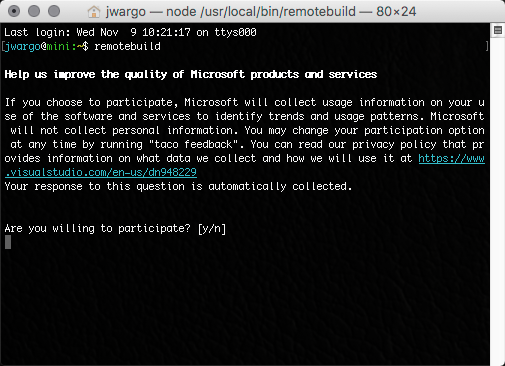 jwargo — node /usr/local/bin/remotebuild — 80×24
Last login: Wed Nov  9 10:21:17 on ttys000
[jwargo@mini:~$ remotebuild ]
Help us improve the quality of Microsoft products and services
If you choose to participate, Microsoft will collect usage information on your u
se of the software and services to identify trends and usage patterns. Microsoft
 will not collect personal information. You may change your participation option
 at any time by running "taco feedback". You can read our privacy policy that pr
ovides information on what data we collect and how we will use it at https://www
.visualstudio.com/en-us/dn948229
Your response to this question is automatically collected.
Are you willing to participate? [y/n]